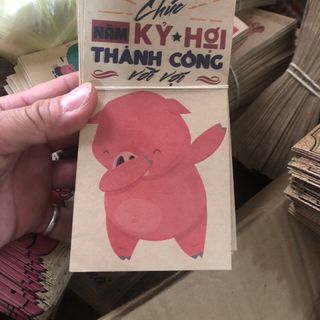 Chúc
NĂM KỶ HỢI
THÀNH CÔNG
vời vợi